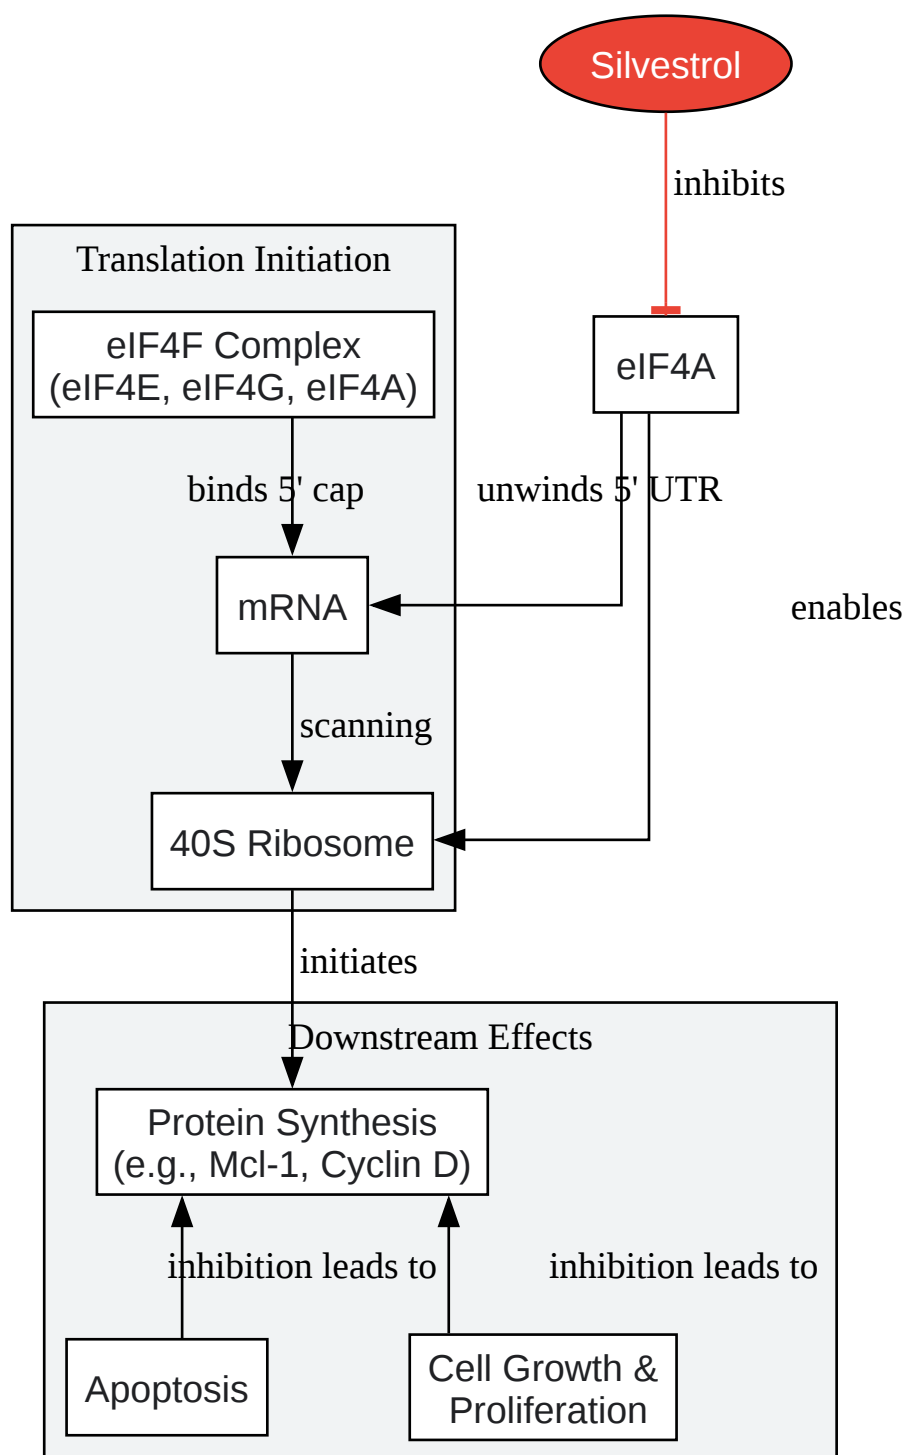 Silvestrol
inhibits
Translation Initiation
eIF4F Complex
(eIF4E, eIF4G, eIF4A)
eIF4A
binds 5' cap
unwinds 5' UTR
mRNA
enables
scanning
40S Ribosome
initiates
Downstream Effects
Protein Synthesis
(e.g., Mcl-1, Cyclin D)
inhibition leads to
inhibition leads to
Apoptosis
Cell Growth &
Proliferation